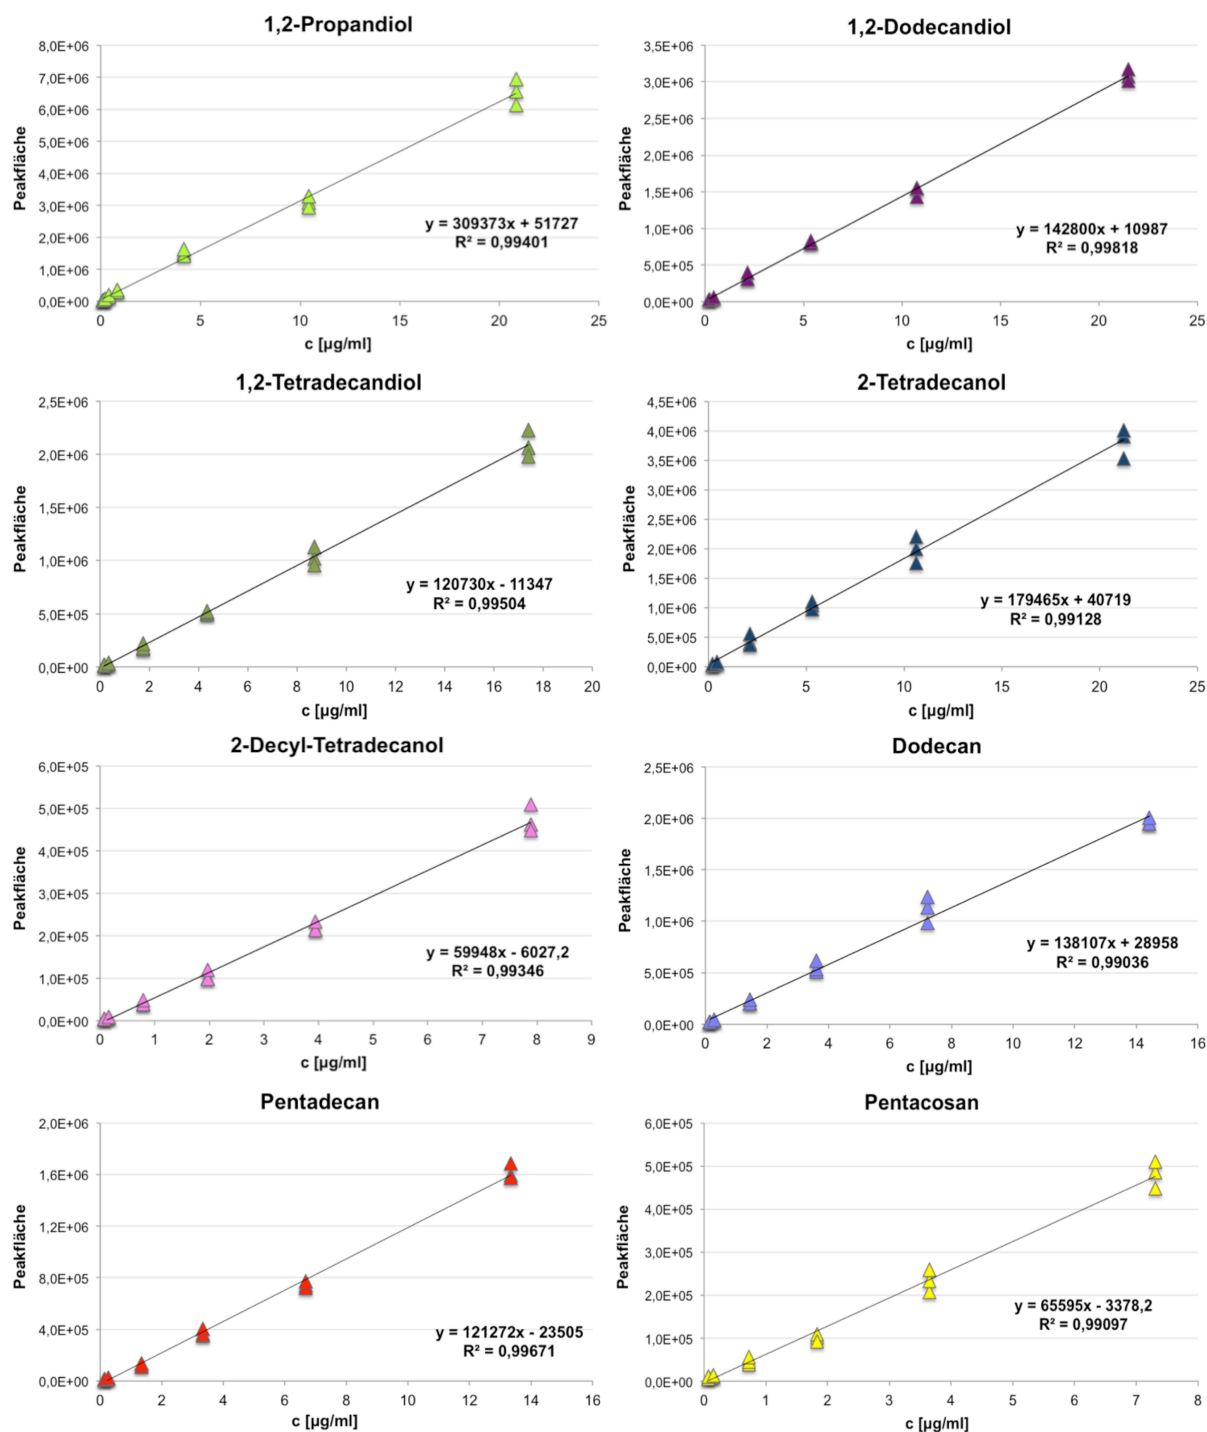 1,2-Propandiol
8,0E+06
7,0E+06
6,0E+06
5,0E+06
4,0E+06
3,0E+06
2,0E+06
1,0E+06
0,0E+00
Peakfläche
y = 309373x + 51727
R² = 0,99401
0 5 10 15 20 25
c [µg/ml]
1,2-Dodecandiol
3,5E+06
3,0E+06
2,5E+06
2,0E+06
1,5E+06
1,0E+06
5,0E+05
0,0E+00
Peakfläche
y = 142800x + 10987
R² = 0,99818
0 5 10 15 20 25
c [µg/ml]
1,2-Tetradecandiol
2,5E+06
2,0E+06
1,5E+06
1,0E+06
5,0E+05
0,0E+00
Peakfläche
y = 120730x - 11347
R² = 0,99504
0 2 4 6 8 10 12 14 16 18 20
c [µg/ml]
2-Tetradecanol
4,5E+06
4,0E+06
3,5E+06
3,0E+06
2,5E+06
2,0E+06
1,5E+06
1,0E+06
5,0E+05
0,0E+00
Peakfläche
y = 179465x + 40719
R² = 0,99128
0 5 10 15 20 25
c [µg/ml]
2-Decyl-Tetradecanol
6,0E+05
5,0E+05
4,0E+05
3,0E+05
2,0E+05
1,0E+05
0,0E+00
Peakfläche
y = 59948x - 6027,2
R² = 0,99346
0 1 2 3 4 5 6 7 8 9
c [µg/ml]
Dodecan
2,5E+06
2,0E+06
1,5E+06
1,0E+06
5,0E+05
0,0E+00
Peakfläche
y = 138107x + 28958
R² = 0,99036
0 2 4 6 8 10 12 14 16
c [µg/ml]
Pentadecan
2,0E+06
1,6E+06
1,2E+06
8,0E+05
4,0E+05
0,0E+00
Peakfläche
y = 121272x - 23505
R² = 0,99671
0 2 4 6 8 10 12 14 16
c [µg/ml]
Pentacosan
6,0E+05
5,0E+05
4,0E+05
3,0E+05
2,0E+05
1,0E+05
0,0E+00
Peakfläche
y = 65595x - 3378,2
R² = 0,99097
0 1 2 3 4 5 6 7 8
c [µg/ml]